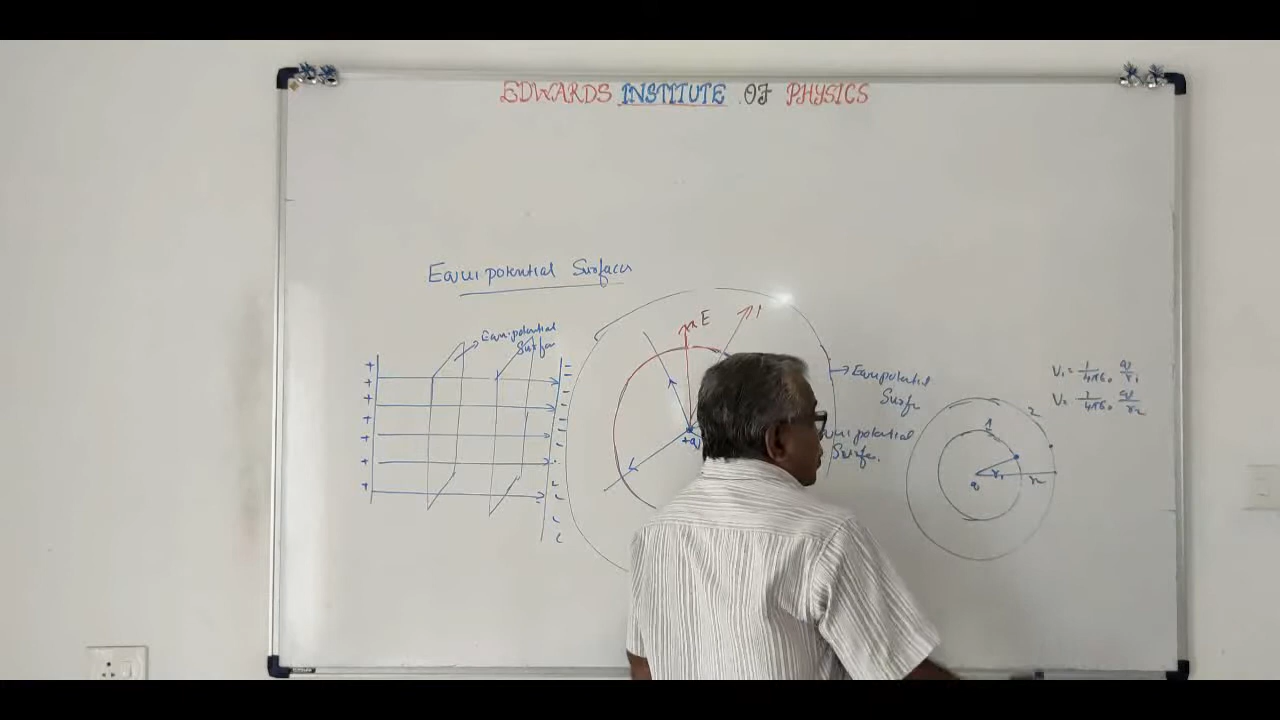 EDWARDS INSTITUTE OF PHYSICS
Equipotential Surfaces
Equipotential
Surface
+ + + + + +
E
+q
Equipotential
Surface
Equipotential
Surface.
1
2
q
r₁
r₂
V₁ = 1/4πε₀ q/r₁
V₂ = 1/4πε₀ q/r₂